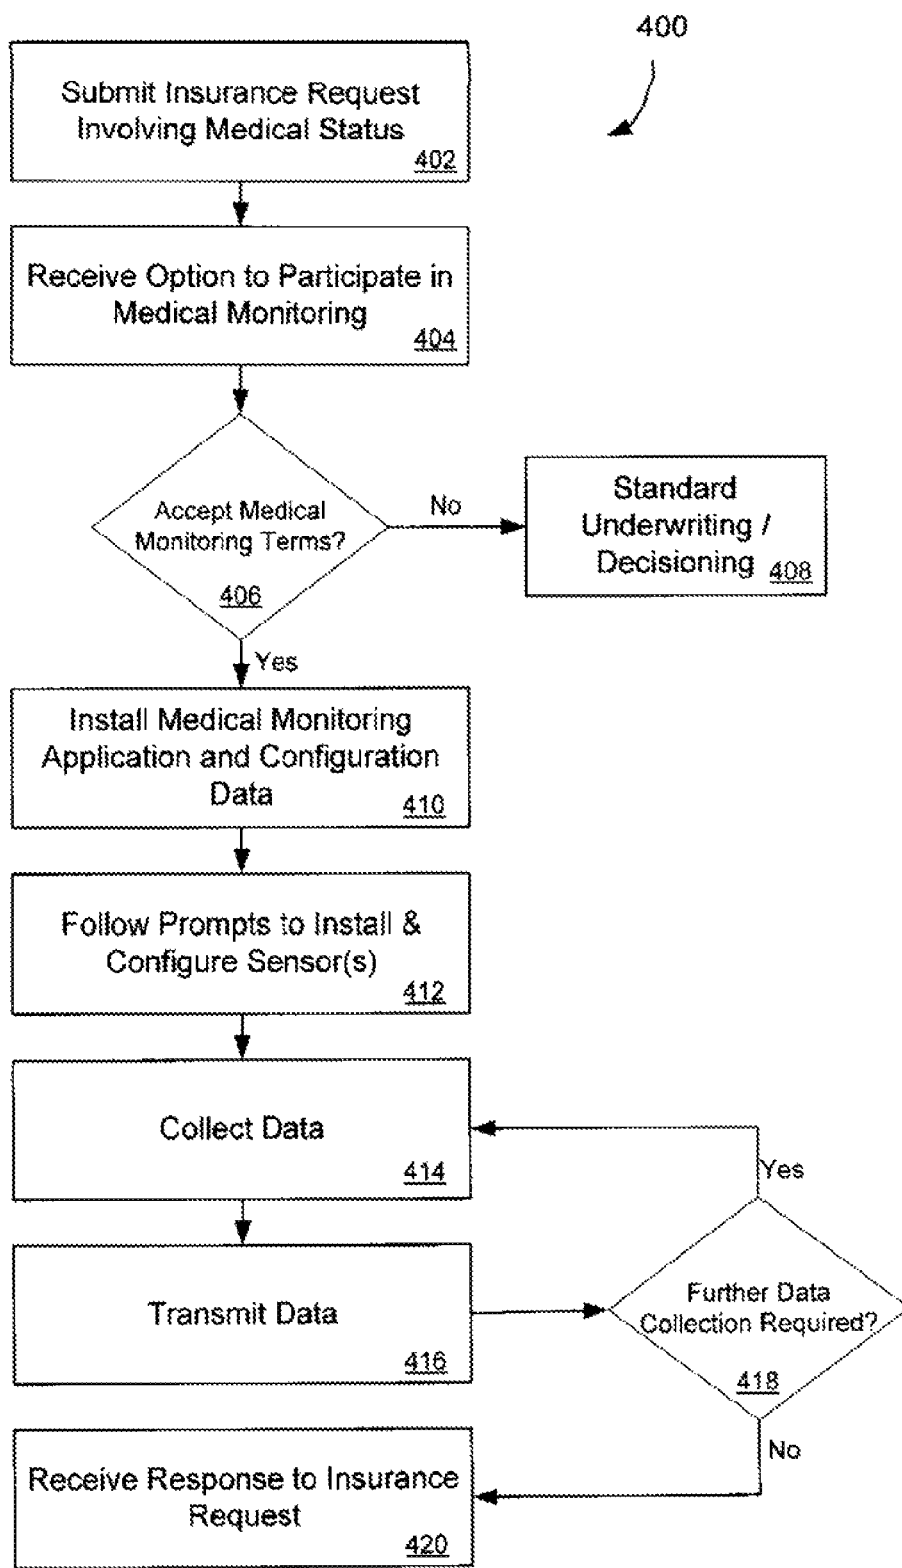 400
Submit Insurance Request
Involving Medical Status
402
Receive Option to Participate in
Medical Monitoring
404
Accept Medical
Monitoring Terms?
406
No
Standard
Underwriting /
Decisioning
408
Yes
Install Medical Monitoring
Application and Configuration
Data
410
Follow Prompts to Install &
Configure Sensor(s)
412
Collect Data
414
Yes
Transmit Data
416
Further Data
Collection Required?
418
No
Receive Response to Insurance
Request
420